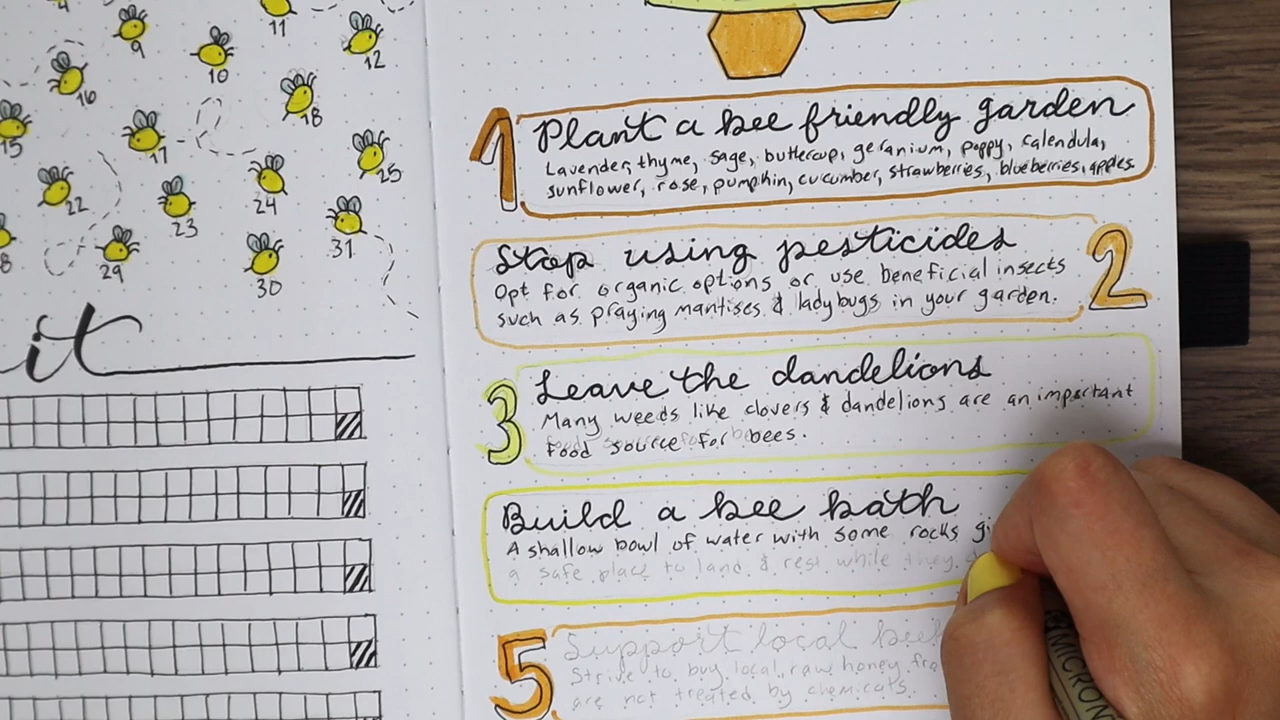 9
10
11
12
16
18
15
17
25
22
23
24
31
8
29
30
it
1 Plant a bee friendly garden
Lavender, thyme, sage, buttercup, geranium, poppy, calendula,
sunflower, rose, pumpkin, cucumber, strawberries, blueberries, apples
Stop using pesticides 2
Opt for organic options or use beneficial insects
such as praying mantises & ladybugs in your garden.
3 Leave the dandelions
Many weeds like clovers & dandelions are an important
food source for bees.
Build a bee bath
A shallow bowl of water with some rocks
a safe place to land & rest while they
5 Support local
Strive to buy local, raw honey
are not treated by chemicals.
MICRON